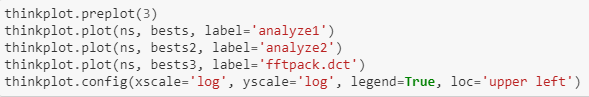 thinkplot.preplot(3)
thinkplot.plot(ns, bests, label='analyze1')
thinkplot.plot(ns, bests2, label='analyze2')
thinkplot.plot(ns, bests3, label='fftpack.dct')
thinkplot.config(xscale='log', yscale='log', legend=True, loc='upper left')